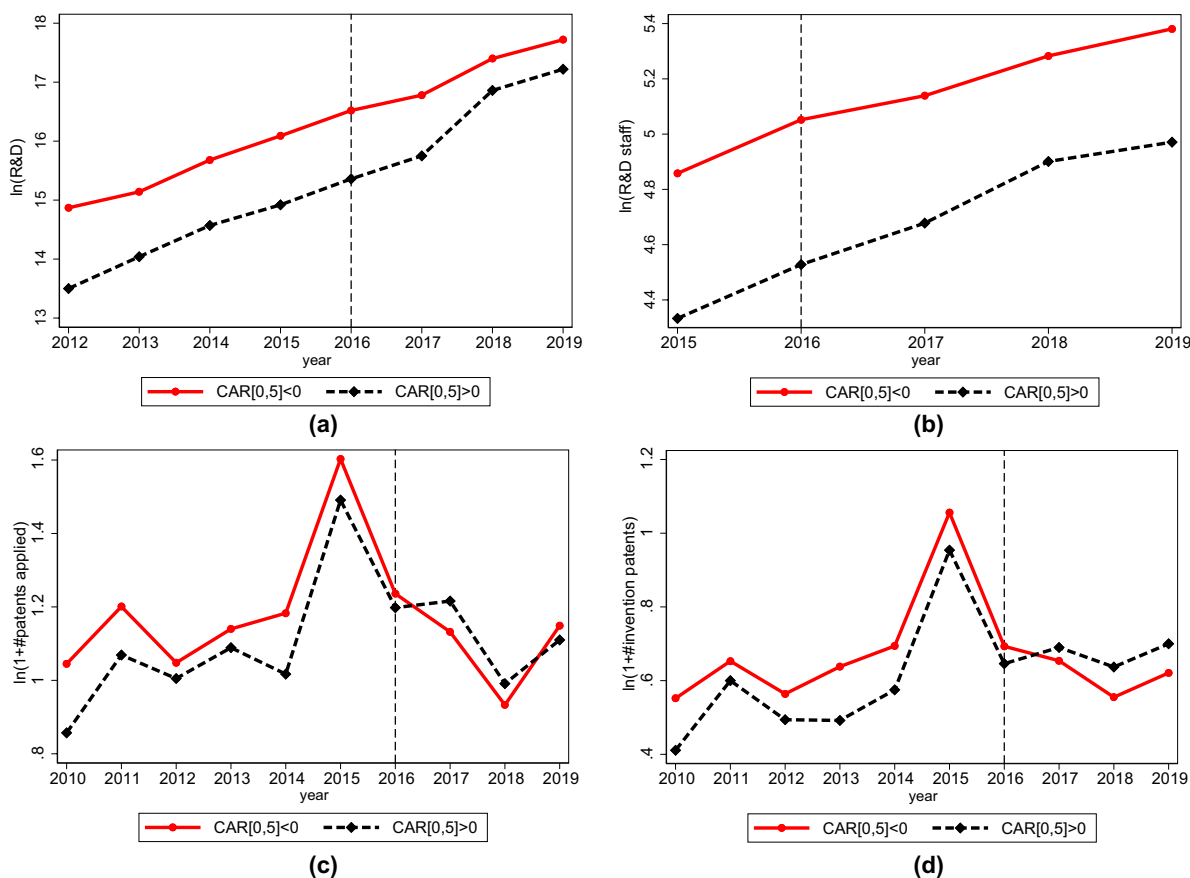 ln(R&D)
18
17
16
15
14
13
2012 2013 2014 2015 2016 2017 2018 2019
year
CAR[0,5]<0 CAR[0,5]>0
(a)
ln(R&D staff)
5.4
5.2
5
4.8
4.6
4.4
2015 2016 2017 2018 2019
year
CAR[0,5]<0 CAR[0,5]>0
(b)
ln(1+#patents applied)
1.6
1.4
1.2
1
.8
2010 2011 2012 2013 2014 2015 2016 2017 2018 2019
year
CAR[0,5]<0 CAR[0,5]>0
(c)
ln(1+#invention patents)
1.2
1
.8
.6
.4
2010 2011 2012 2013 2014 2015 2016 2017 2018 2019
year
CAR[0,5]<0 CAR[0,5]>0
(d)